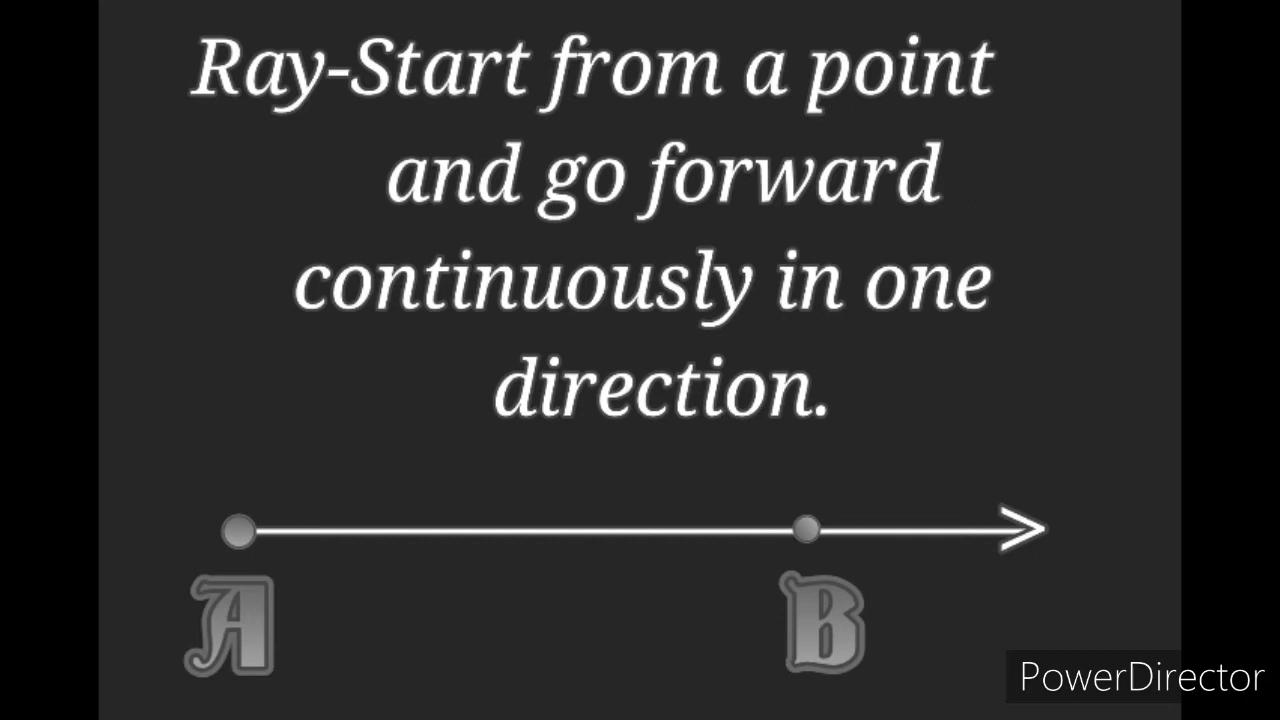 Ray-Start from a point
and go forward
continuously in one
direction.
A B
PowerDirector